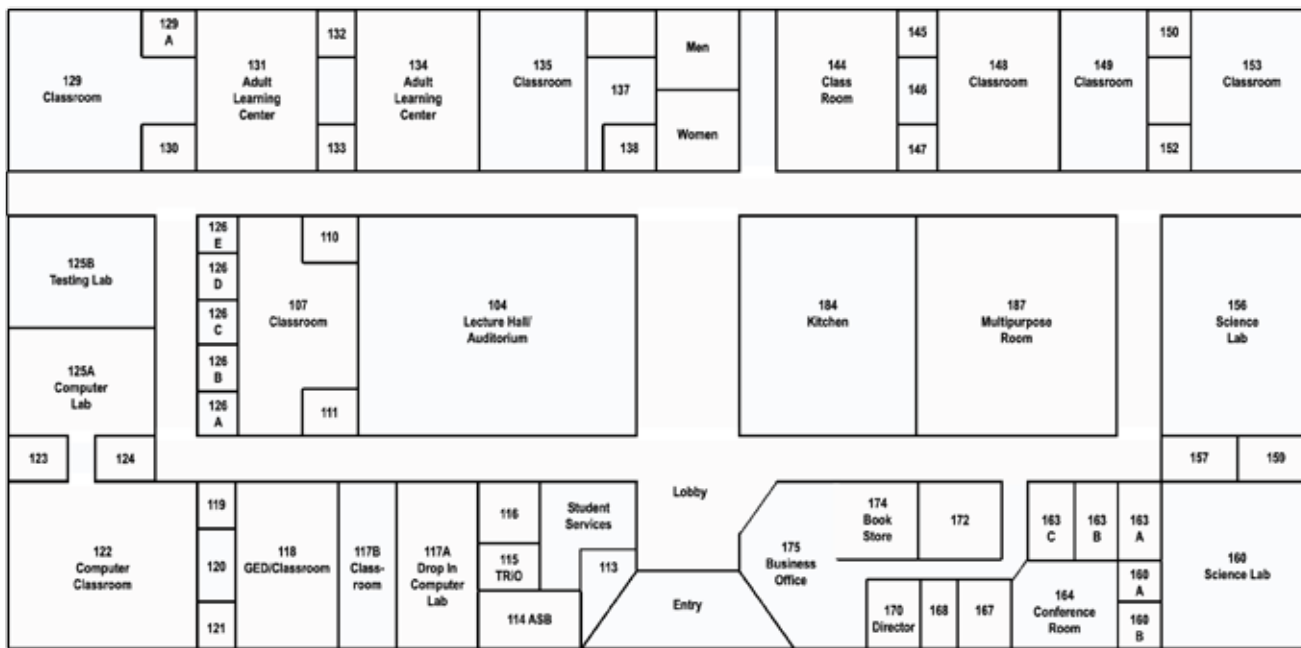 129
A
132
145
150
Men
129
Classroom
131
Adult
Learning
Center
134
Adult
Learning
Center
135
Classroom
137
144
Class
Room
146
148
Classroom
149
Classroom
153
Classroom
130
133
138
Women
147
152
125B
Testing Lab
126
E
126
D
126
C
126
B
126
A
110
107
Classroom
111
104
Lecture Hall/
Auditorium
184
Kitchen
187
Multipurpose
Room
156
Science
Lab
125A
Computer
Lab
123
124
157
159
122
Computer
Classroom
119
120
121
118
GED/Classroom
117B
Class-
room
117A
Drop In
Computer
Lab
116
115
TRiO
114 ASB
Student
Services
113
Lobby
Entry
175
Business
Office
174
Book
Store
172
163
C
163
B
163
A
160
A
160
B
160
Science Lab
170
Director
168
167
164
Conference
Room